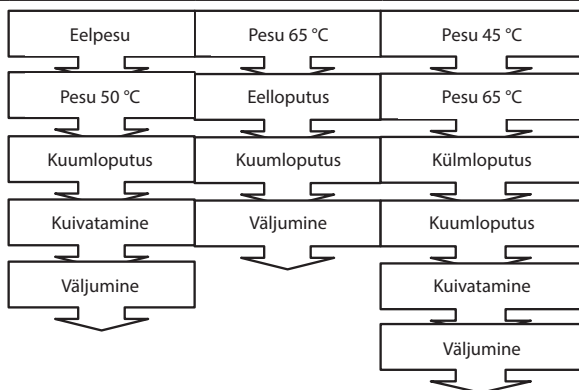 Eelpesu
Pesu 50 °C
Kuumloputus
Kuivatamine
Väljumine
Pesu 65 °C
Eelloputus
Kuumloputus
Väljumine
Pesu 45 °C
Pesu 65 °C
Külmloputus
Kuumloputus
Kuivatamine
Väljumine